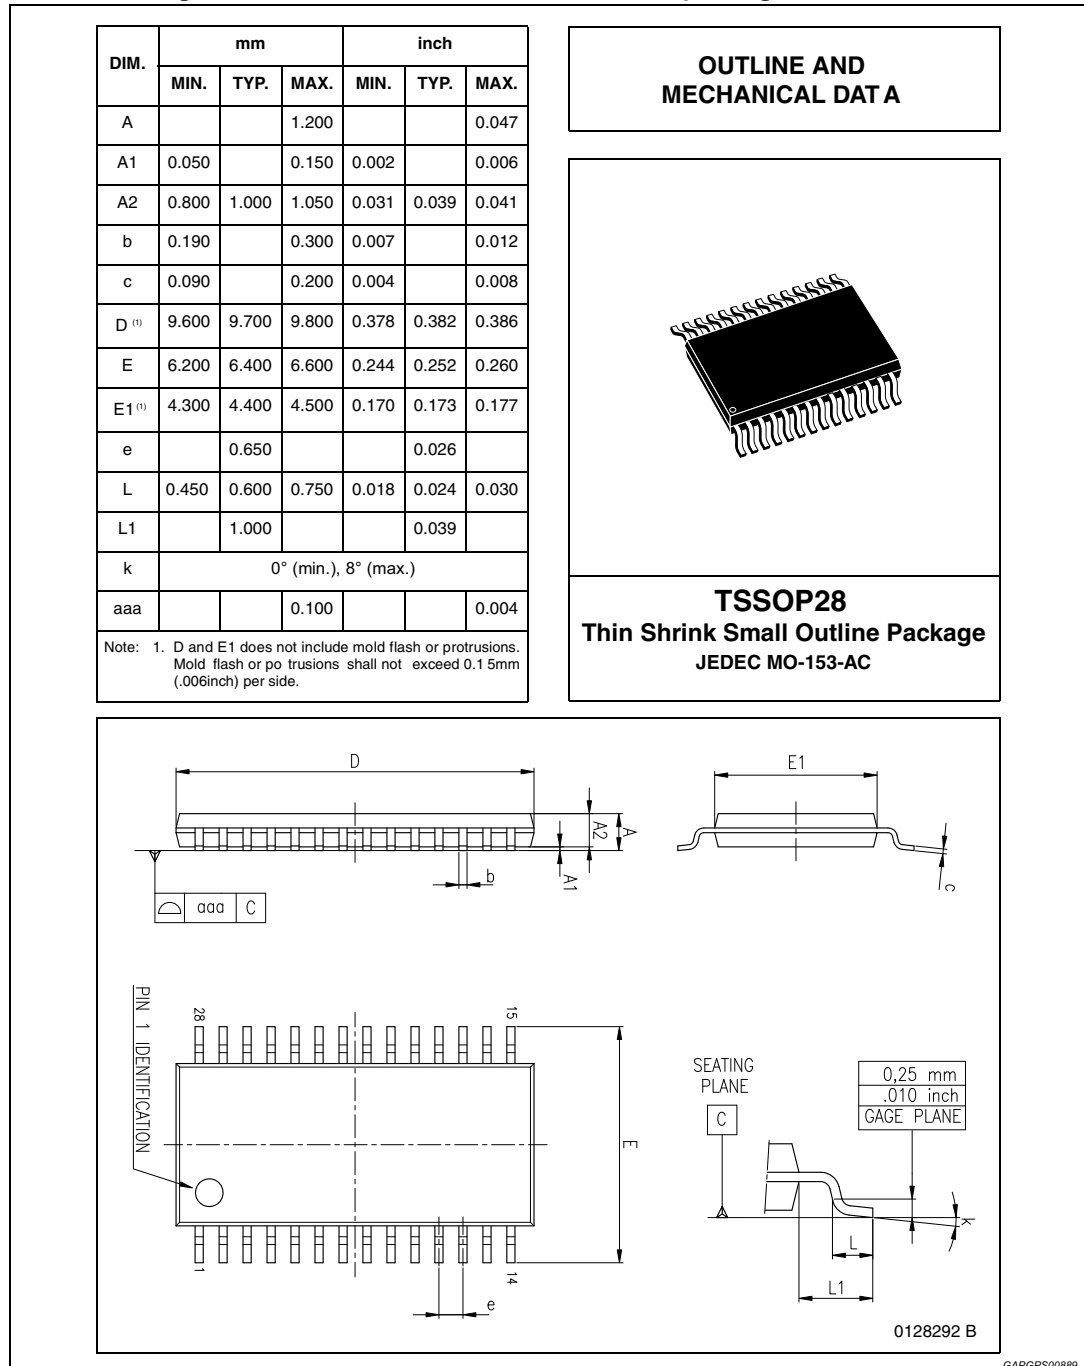 DIM. mm inch
MIN. TYP. MAX. MIN. TYP. MAX.
A 1.200 0.047
A1 0.050 0.150 0.002 0.006
A2 0.800 1.000 1.050 0.031 0.039 0.041
b 0.190 0.300 0.007 0.012
c 0.090 0.200 0.004 0.008
D (1) 9.600 9.700 9.800 0.378 0.382 0.386
E 6.200 6.400 6.600 0.244 0.252 0.260
E1 (1) 4.300 4.400 4.500 0.170 0.173 0.177
e 0.650 0.026
L 0.450 0.600 0.750 0.018 0.024 0.030
L1 1.000 0.039
k 0° (min.), 8° (max.)
aaa 0.100 0.004
Note: 1. D and E1 does not include mold flash or protrusions.
Mold flash or po trusions shall not exceed 0.1 5mm
(.006inch) per side.
OUTLINE AND
MECHANICAL DAT A
TSSOP28
Thin Shrink Small Outline Package
JEDEC MO-153-AC
D
A2
A
b
A1
aaa C
E1
c
PIN 1 IDENTIFICATION
28
15
E
1
14
e
SEATING
PLANE
C
0,25 mm
.010 inch
GAGE PLANE
k
L
L1
0128292 B
GAPGPS00889